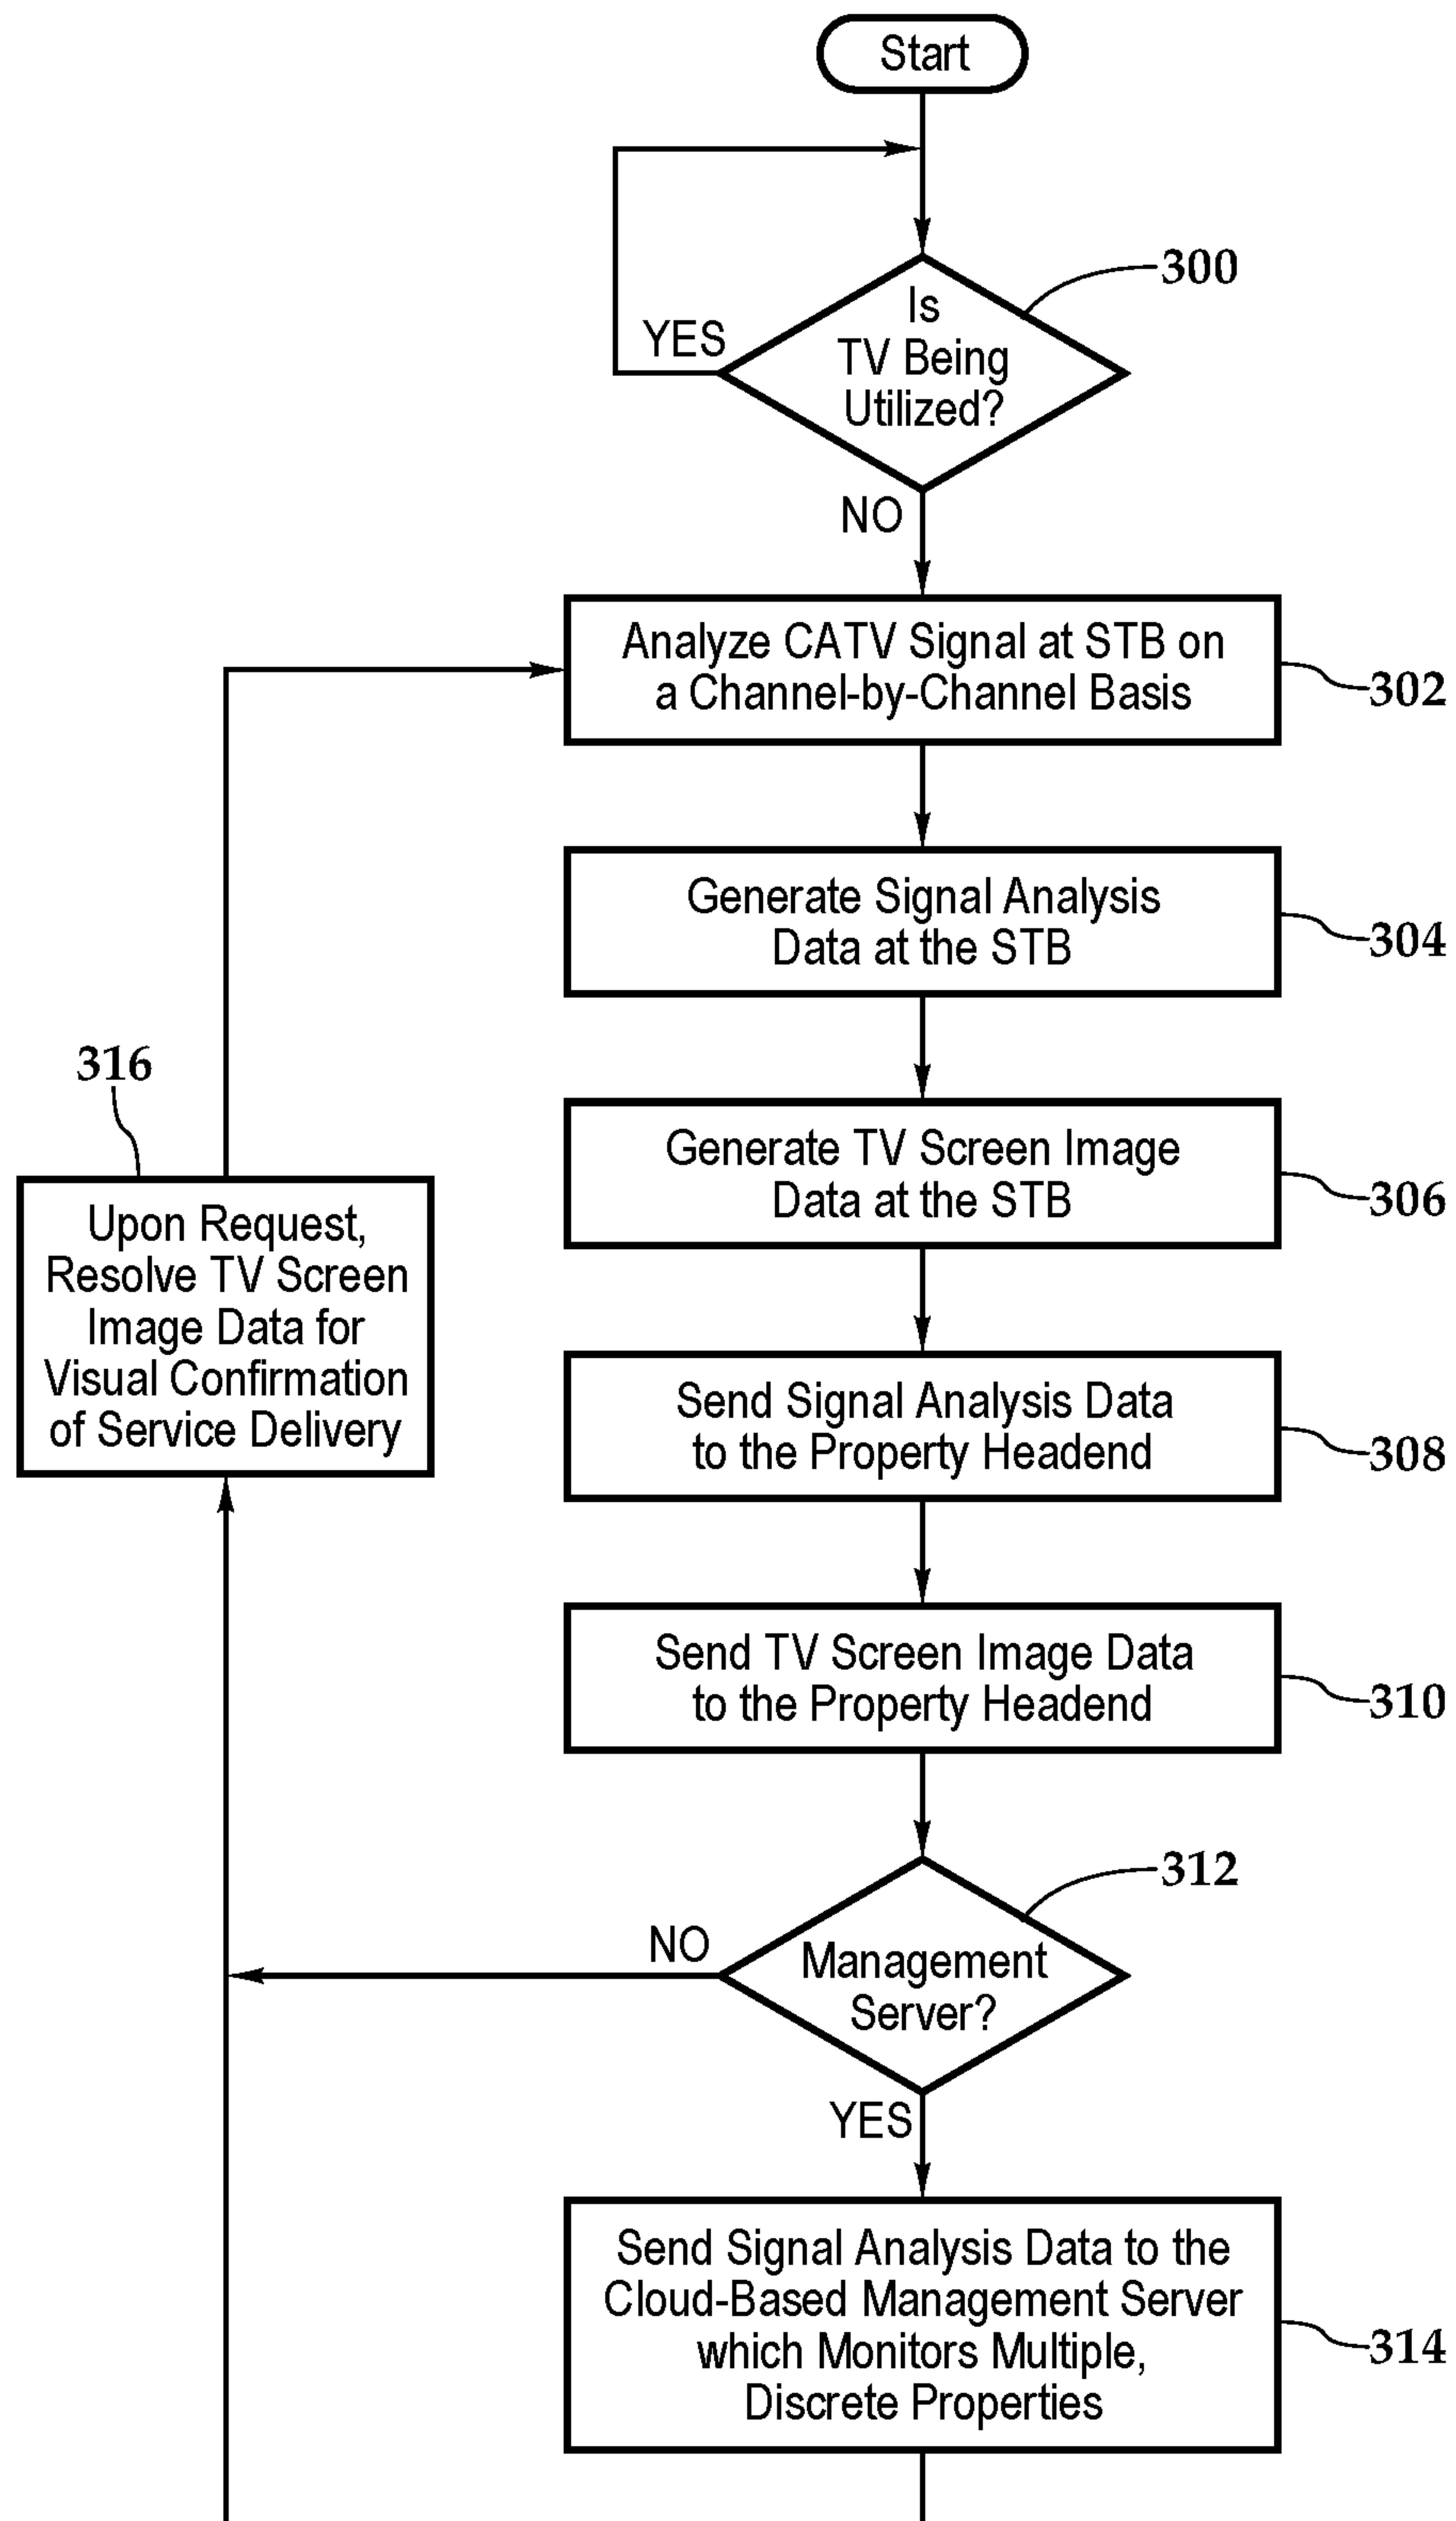 Start
300
Is
TV Being
Utilized?
YES
NO
Analyze CATV Signal at STB on
a Channel-by-Channel Basis
302
Generate Signal Analysis
Data at the STB
304
Generate TV Screen Image
Data at the STB
306
316
Upon Request,
Resolve TV Screen
Image Data for
Visual Confirmation
of Service Delivery
Send Signal Analysis Data
to the Property Headend
308
Send TV Screen Image Data
to the Property Headend
310
312
Management
Server?
NO
YES
Send Signal Analysis Data to the
Cloud-Based Management Server
which Monitors Multiple,
Discrete Properties
314